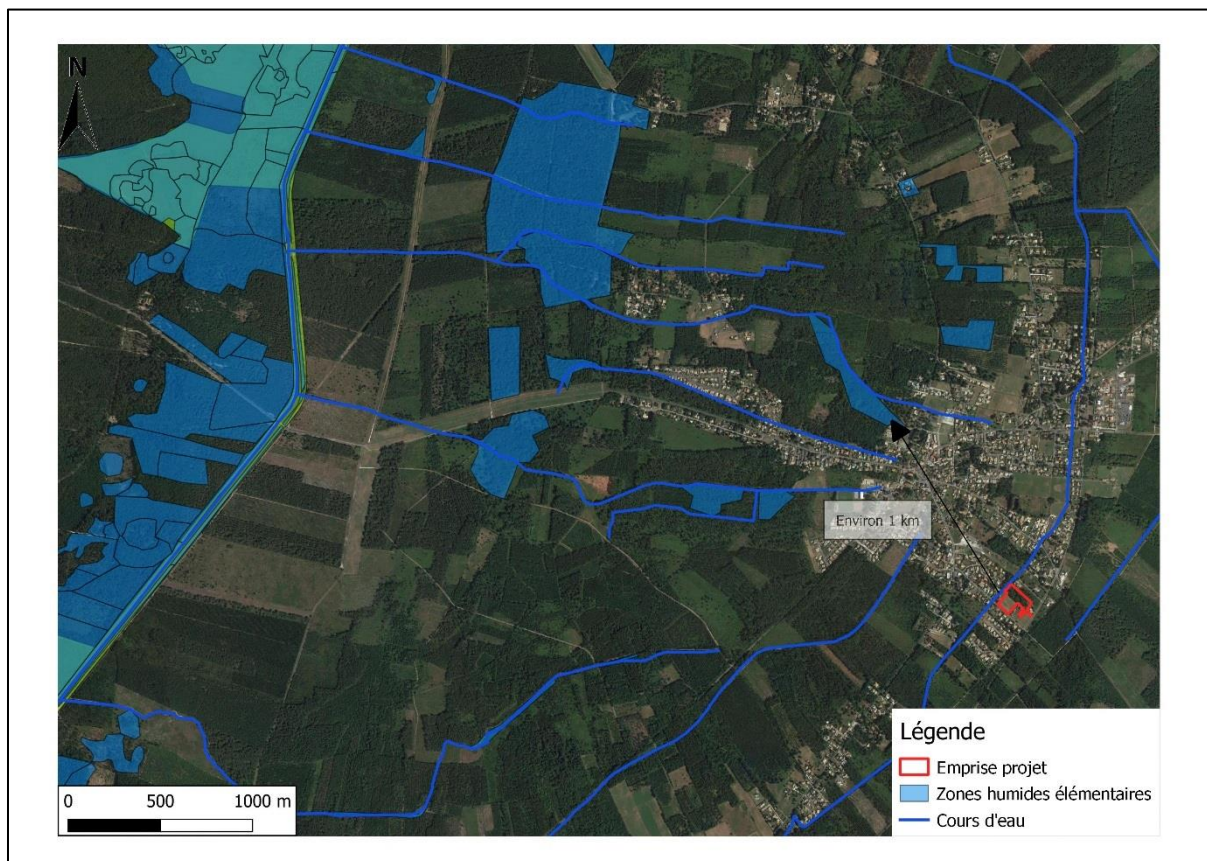 N
Environ 1 km
Légende
Emprise projet
Zones humides élémentaires
Cours d'eau
0 500 1000 m